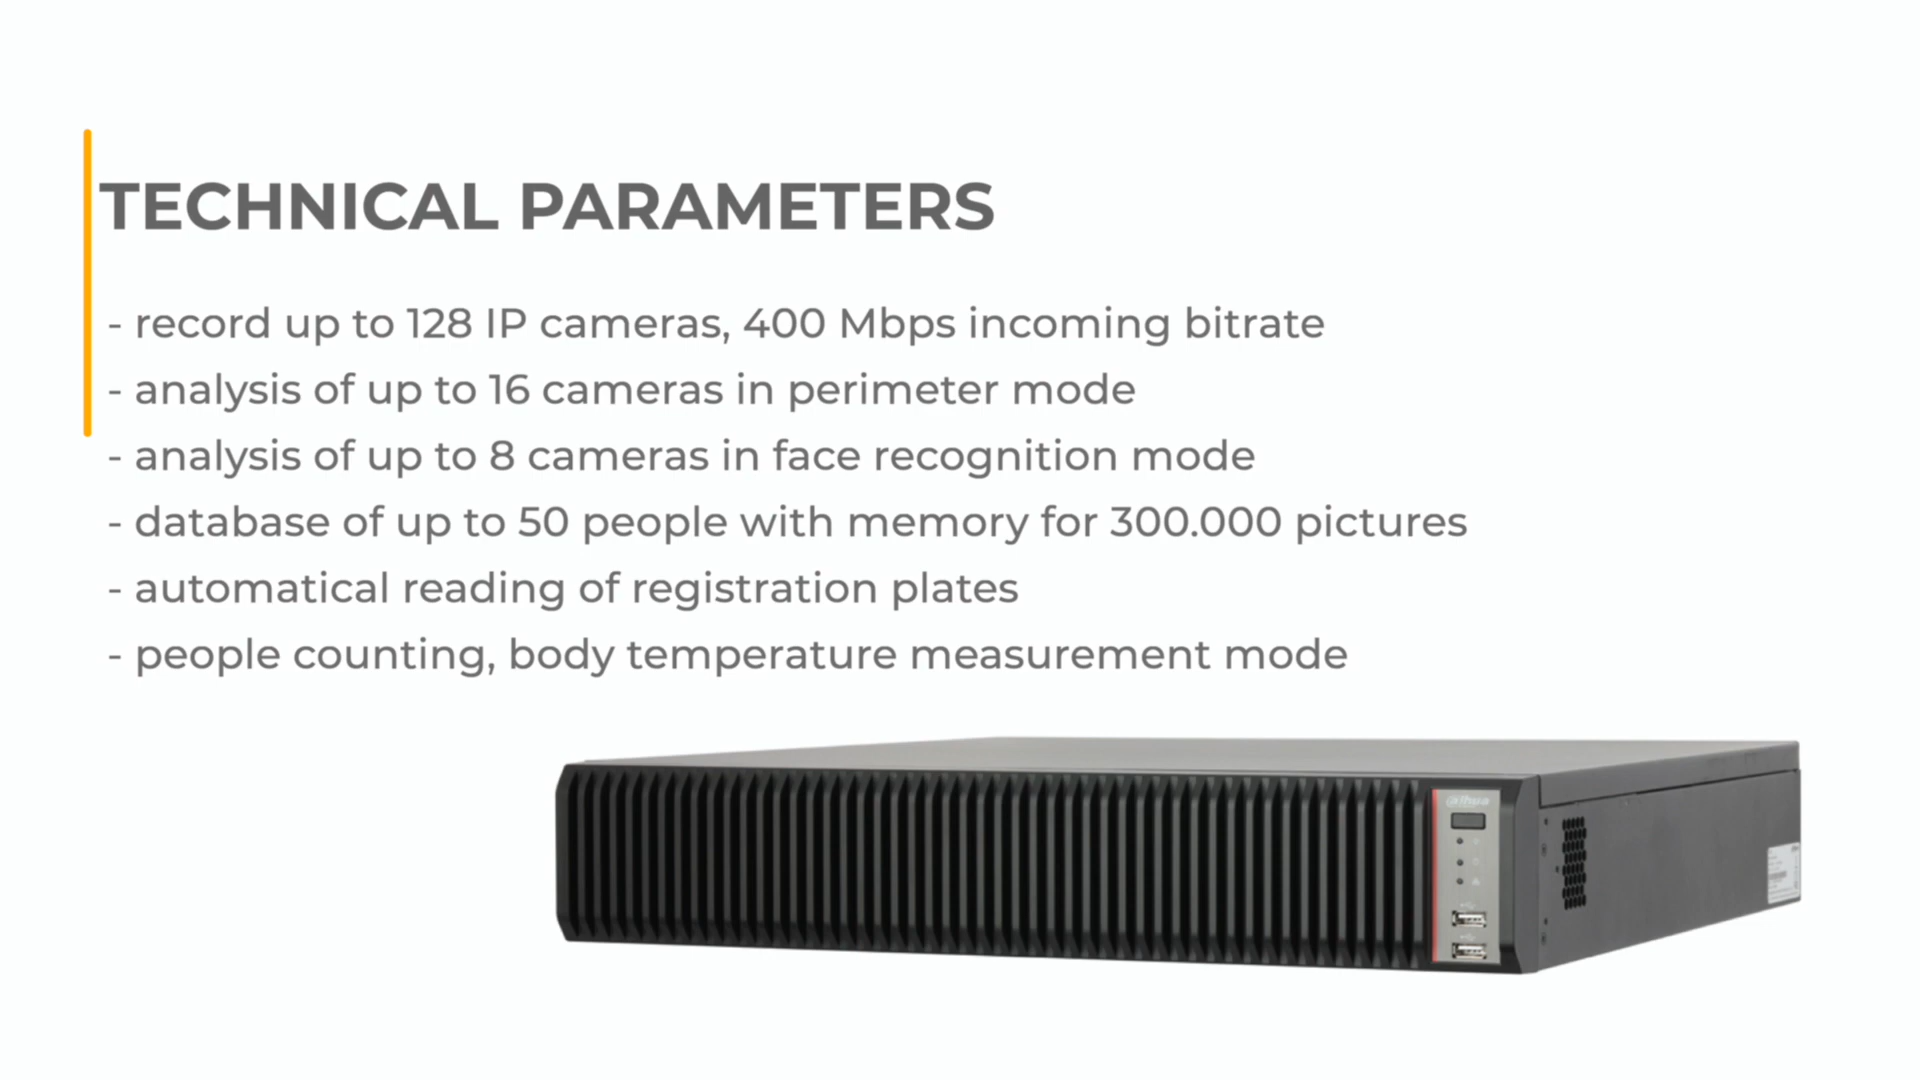 TECHNICAL PARAMETERS
- record up to 128 IP cameras, 400 Mbps incoming bitrate
- analysis of up to 16 cameras in perimeter mode
- analysis of up to 8 cameras in face recognition mode
- database of up to 50 people with memory for 300.000 pictures
- automatical reading of registration plates
- people counting, body temperature measurement mode
alhua